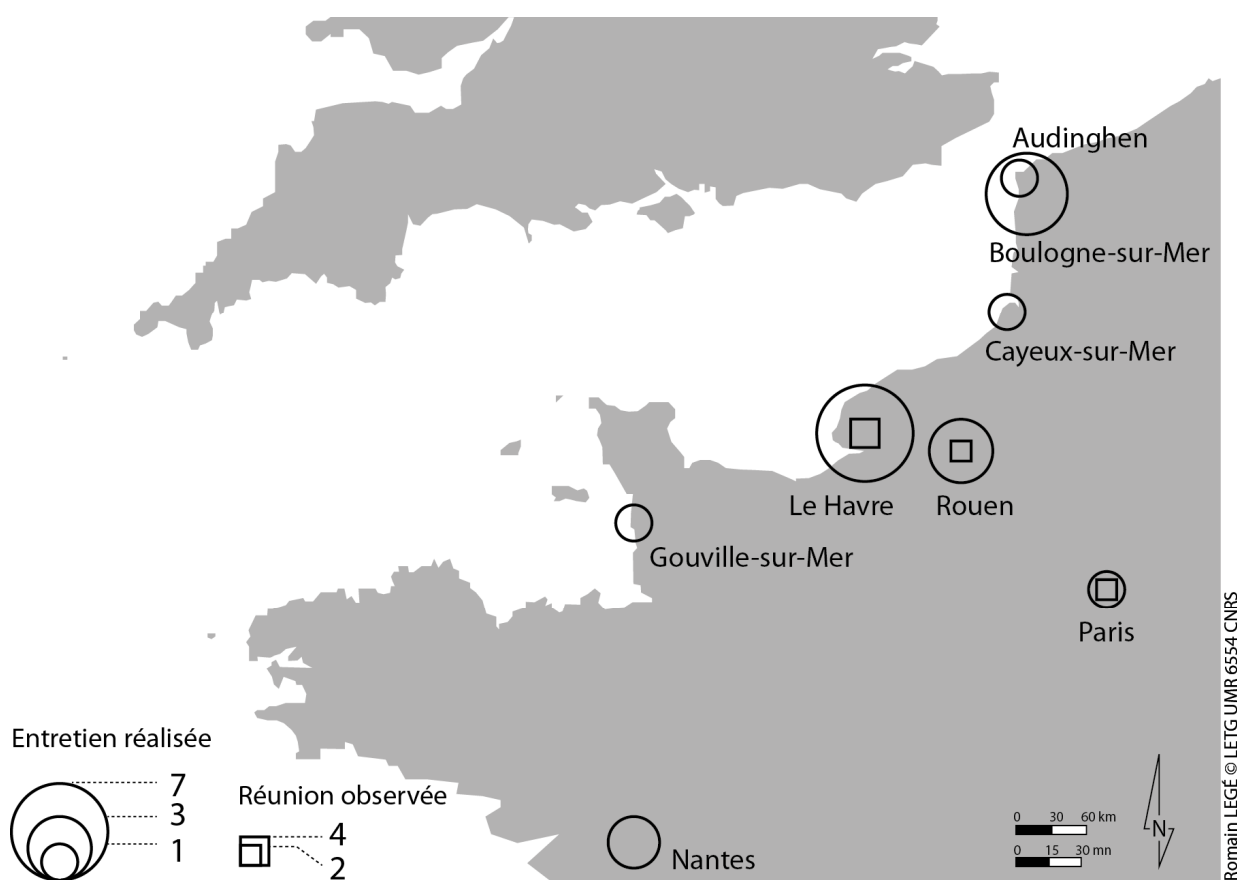 Audinghen
Boulogne-sur-Mer
Cayeux-sur-Mer
Le Havre
Rouen
Gouville-sur-Mer
Paris
Nantes
Entretien réalisée
7
3
1
Réunion observée
4
2
0 30 60 km
0 15 30 mn
N
Romain LEGÉ © LETG UMR 6554 CNRS